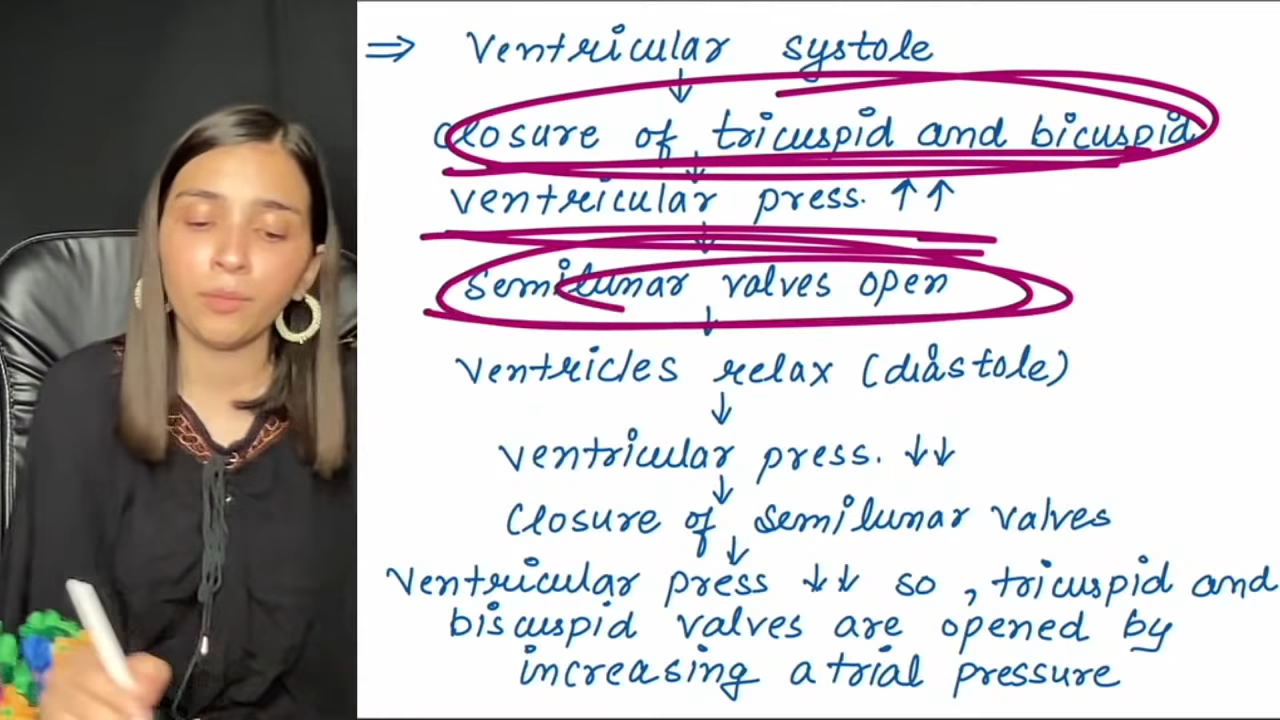 ⇒ Ventricular systole
↓
closure of tricuspid and bicuspid
↓
ventricular press. ↑↑
↓
semilunar valves open
↓
ventricles relax (diastole)
↓
ventricular press. ↓↓
↓
closure of semilunar valves
↓
Ventricular press ↓↓ so , tricuspid and
biscuspid valves are opened by
increasing atrial pressure